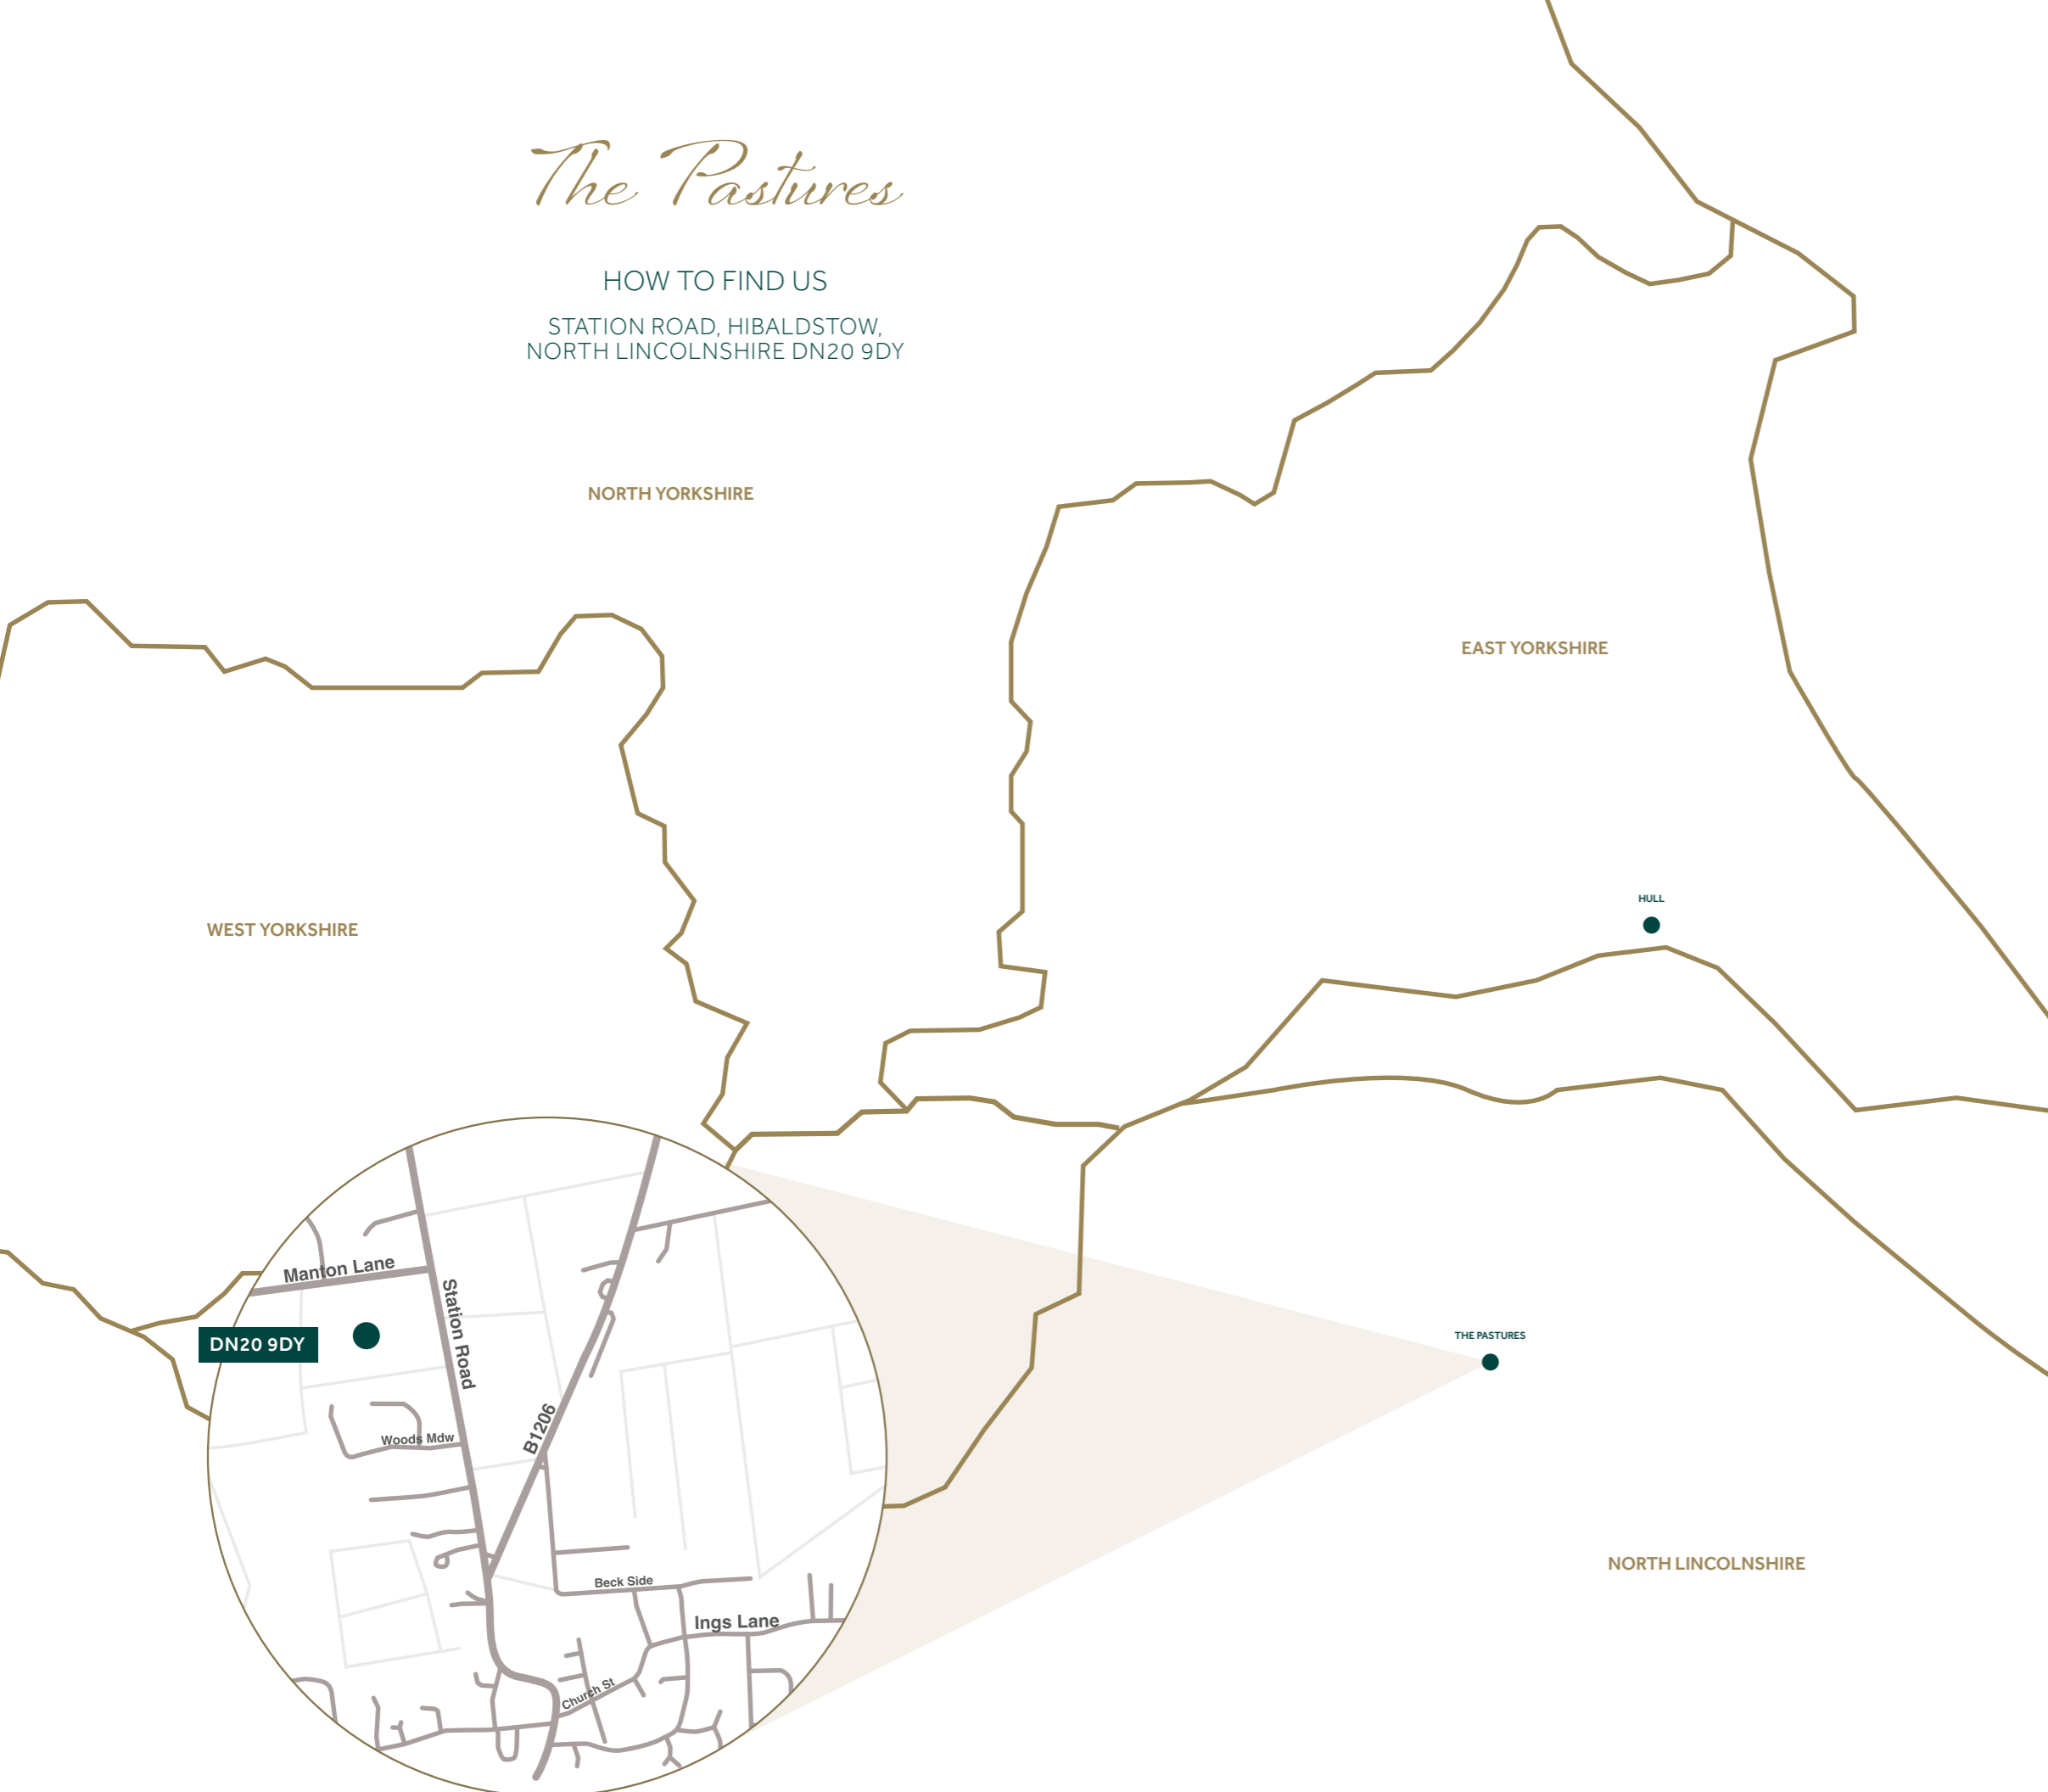 The Pastures
HOW TO FIND US
STATION ROAD, HIBALDSTOW,
NORTH LINCOLNSHIRE DN20 9DY
NORTH YORKSHIRE
EAST YORKSHIRE
HULL
WEST YORKSHIRE
Manton Lane
Station Road
DN20 9DY
THE PASTURES
B1206
Woods Mdw
NORTH LINCOLNSHIRE
Beck Side
Ings Lane
Church St